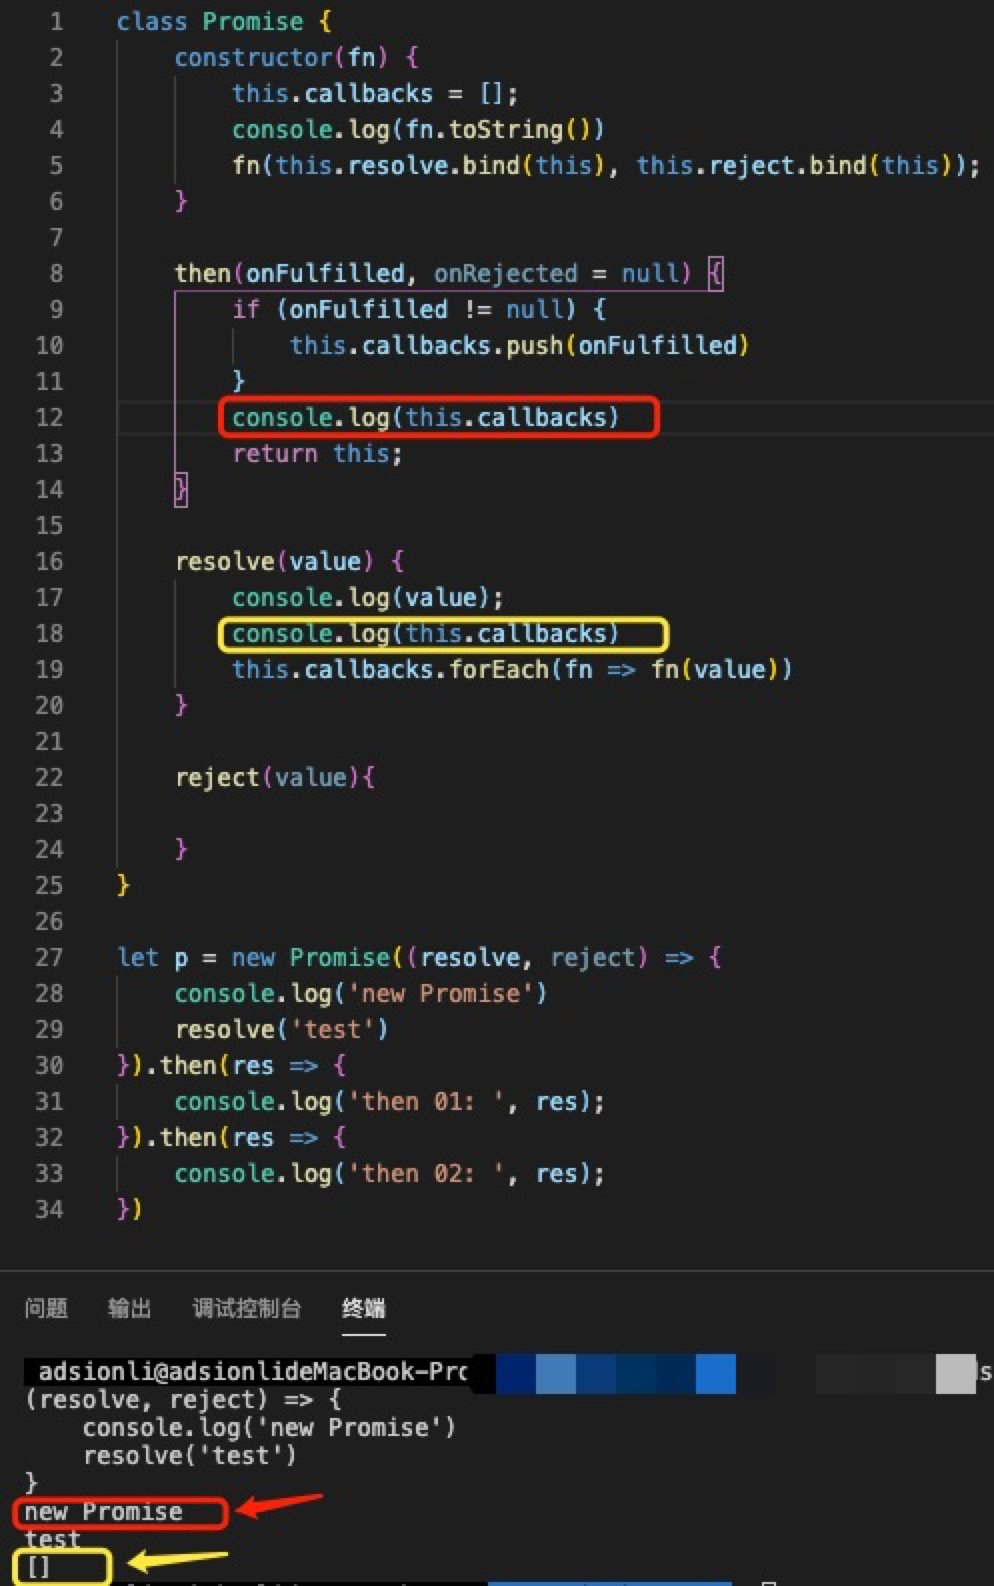 1 class Promise {
2 constructor(fn) {
3 this.callbacks = [];
4 console.log(fn.toString())
5 fn(this.resolve.bind(this), this.reject.bind(this));
6 }
7
8 then(onFulfilled, onRejected = null) {
9 if (onFulfilled != null) {
10 this.callbacks.push(onFulfilled)
11 }
12 console.log(this.callbacks)
13 return this;
14 }
15
16 resolve(value) {
17 console.log(value);
18 console.log(this.callbacks)
19 this.callbacks.forEach(fn => fn(value))
20 }
21
22 reject(value){
23
24 }
25 }
26
27 let p = new Promise((resolve, reject) => {
28 console.log('new Promise')
29 resolve('test')
30 }).then(res => {
31 console.log('then 01: ', res);
32 }).then(res => {
33 console.log('then 02: ', res);
34 })
问题 输出 调试控制台 终端
adsionli@adsionlideMacBook-Pro
(resolve, reject) => {
console.log('new Promise')
resolve('test')
}
new Promise
test
[]